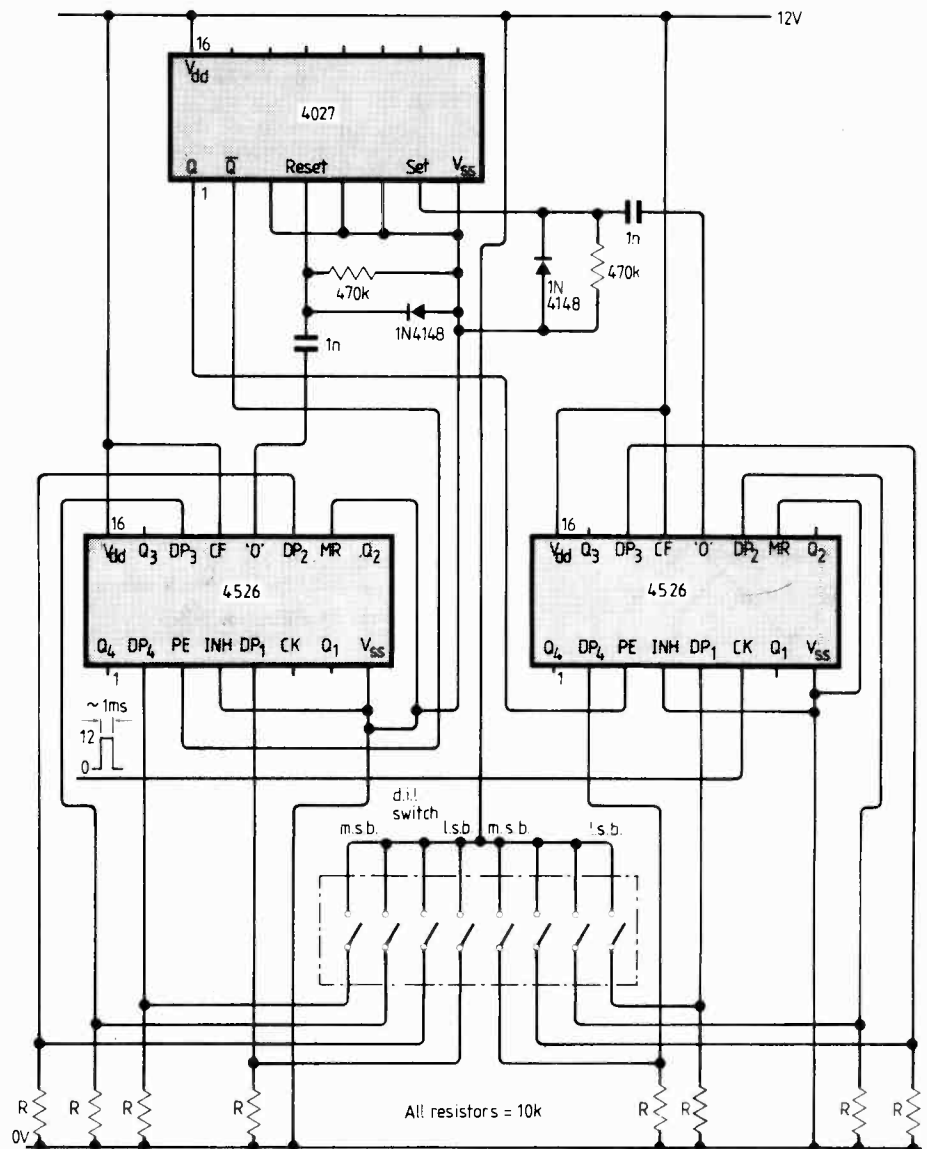 12V
16
Vdd
4027
Q Q̅ Reset Set Vss
1
1n
470k
1N
4148
470k
1N4148
1n
16
Vdd Q3 DP3 CF '0' DP2 MR Q2
4526
Q4 DP4 PE INH DP1 CK Q1 Vss
1
16
Vdd Q3 DP3 CF '0' DP2 MR Q2
4526
Q4 DP4 PE INH DP1 CK Q1 Vss
1
~1ms
12
0
d.i.l
switch
m.s.b. l.s.b. m.s.b. l.s.b.
R R R R All resistors = 10k R R R R
0V